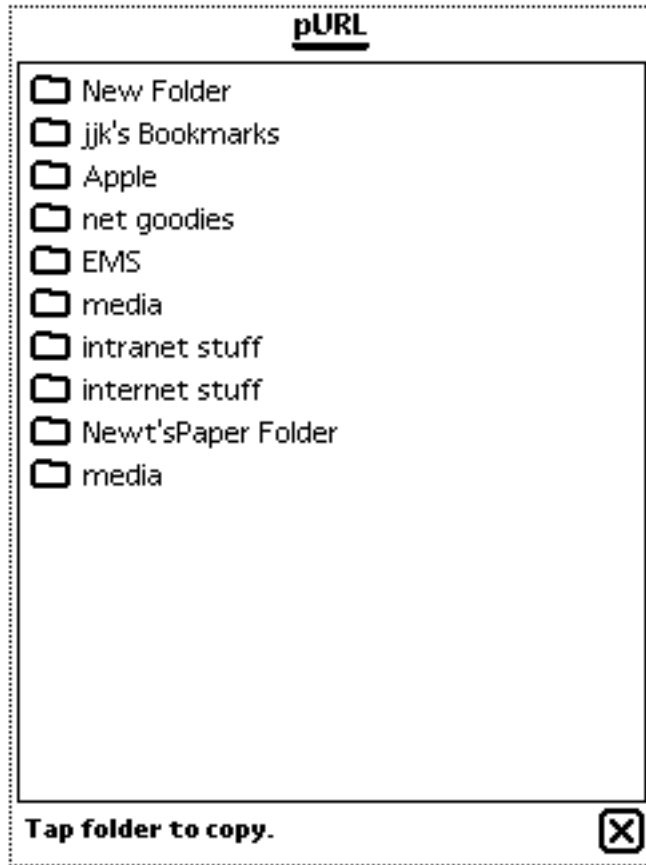 pURL
New Folder
jjk's Bookmarks
Apple
net goodies
EMS
media
intranet stuff
internet stuff
Newt'sPaper Folder
media
Tap folder to copy.